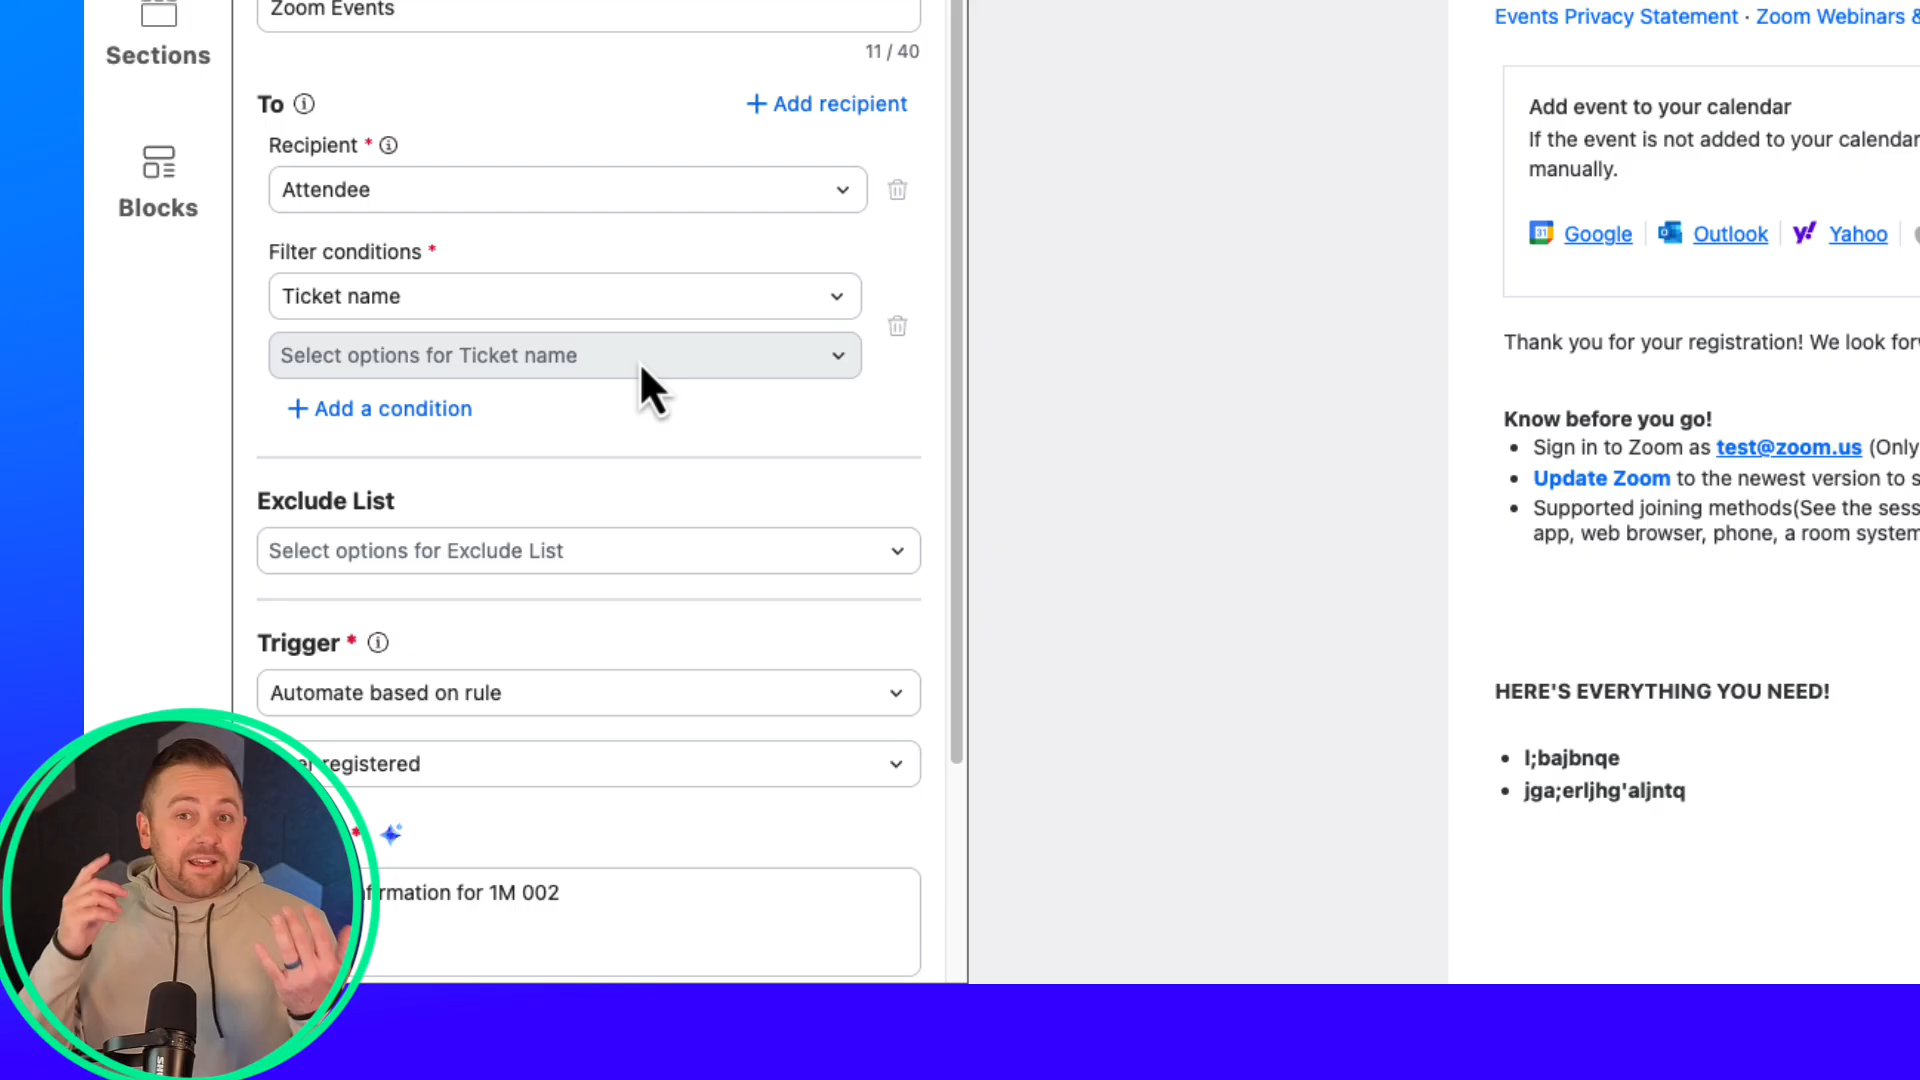 Zoom Events
11 / 40
Sections
Blocks
To
Add recipient
Recipient *
Attendee
Filter conditions *
Ticket name
Select options for Ticket name
Add a condition
Exclude List
Select options for Exclude List
Trigger *
Automate based on rule
registered
*
rmation for 1M 002
Events Privacy Statement · Zoom Webinars &
Add event to your calendar
If the event is not added to your calendar
manually.
31 Google
Outlook
y! Yahoo
Thank you for your registration! We look
Know before you go!
• Sign in to Zoom as test@zoom.us (Only
• Update Zoom to the newest version to
• Supported joining methods(See the
app, web browser, phone, a room system
HERE'S EVERYTHING YOU NEED!
• l;bajbnqe
• jga;erljhg'aljntq